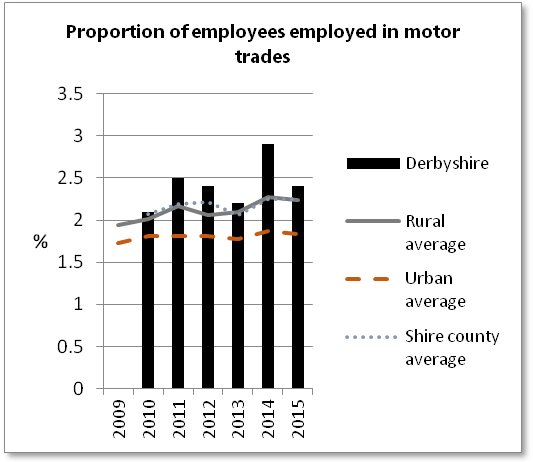 Proportion of employees employed in motor
trades
3.5
3
2.5
2
1.5
1
0.5
0
%
2009
2010
2011
2012
2013
2014
2015
Derbyshire
Rural
average
Urban
average
Shire county
average